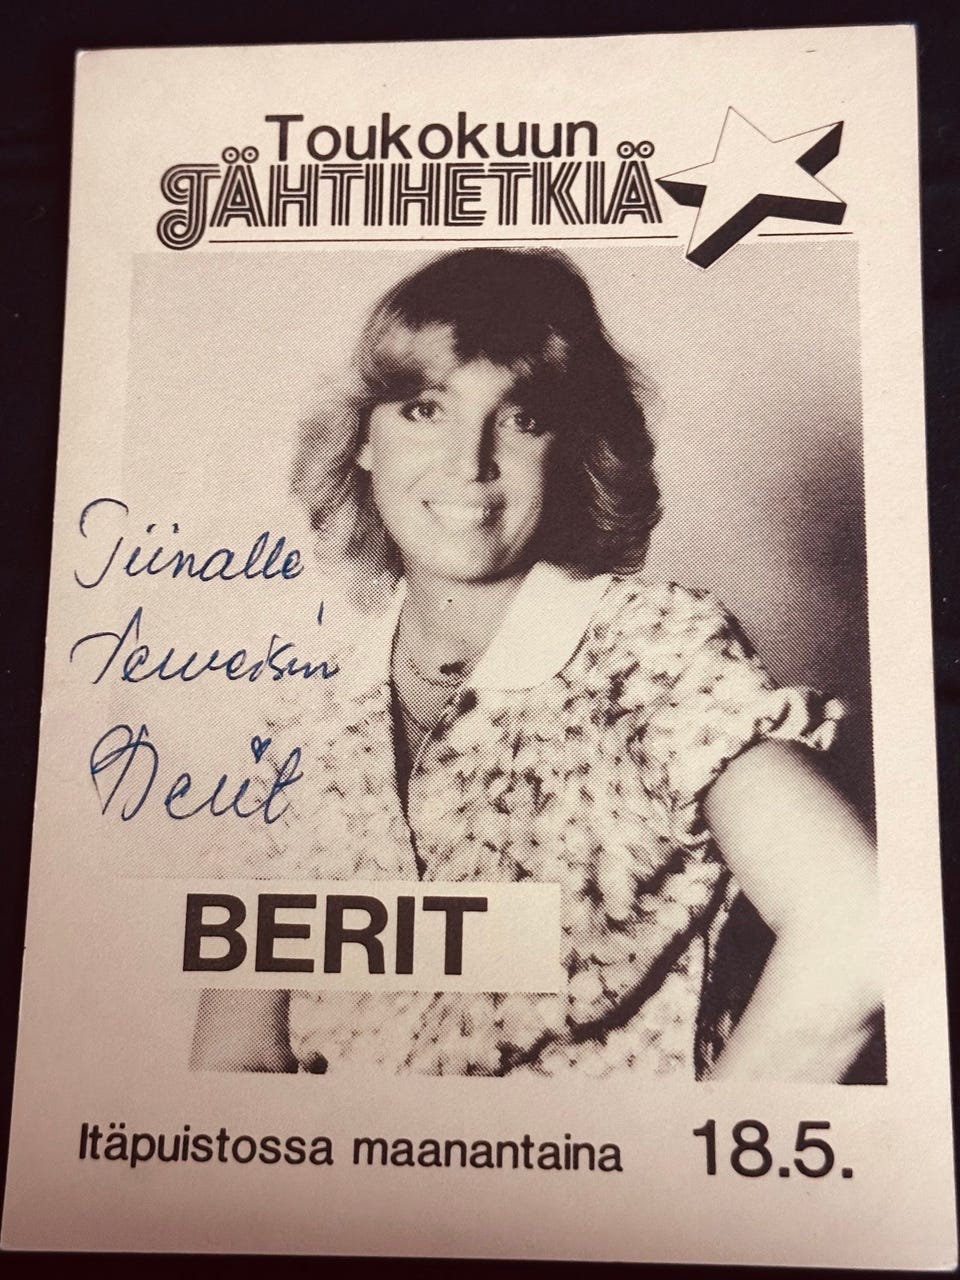 Toukokuun
TÄHTIHETKIÄ
Tiinalle
Terveisin
Berit
BERIT
Itäpuistossa maanantaina 18.5.